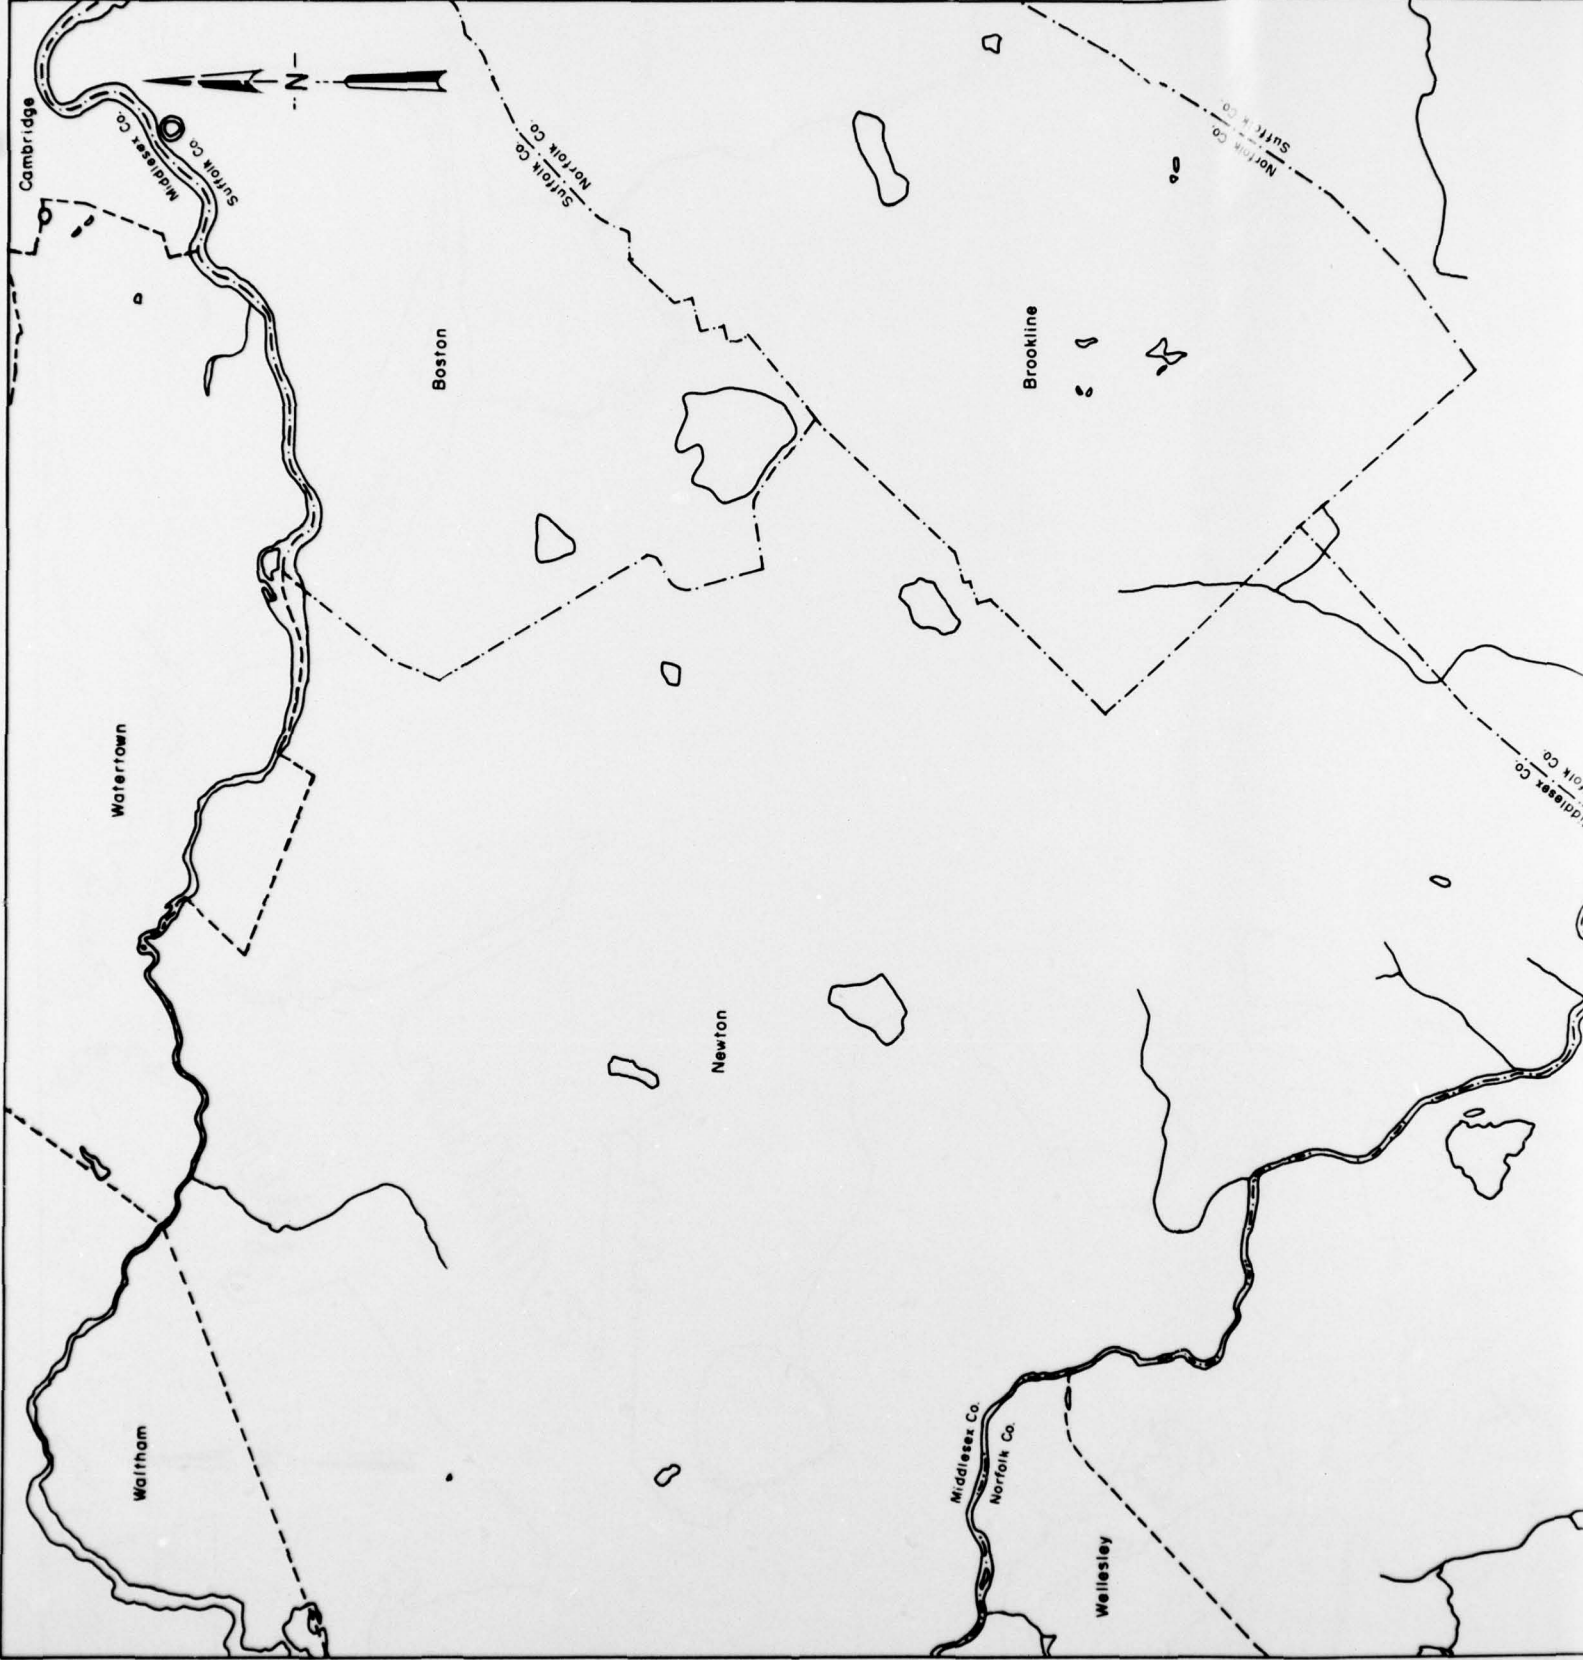 Cambridge
Middlesex Co.
Suffolk Co.
N
Suffolk Co.
Norfolk Co.
Norfolk Co.
Suffolk Co.
Boston
Brookline
Watertown
Newton
Middlesex Co.
Norfolk Co.
Waltham
Wellesley